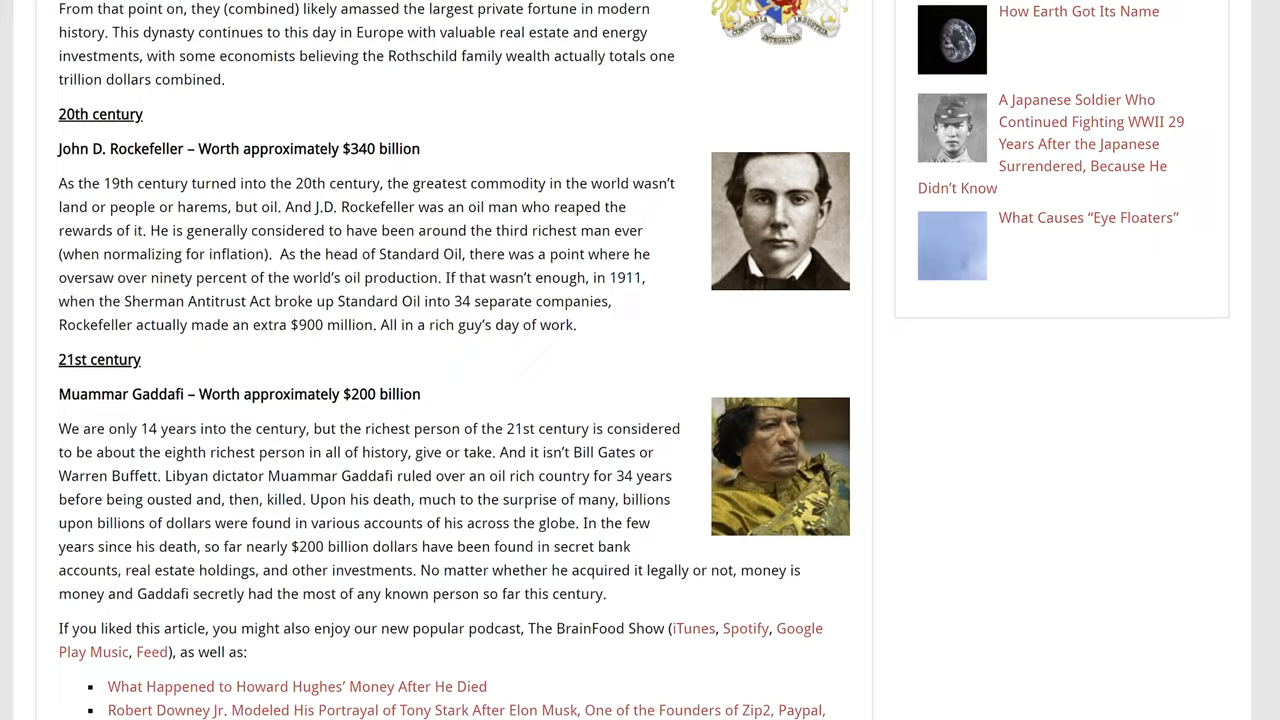 From that point on, they (combined) likely amassed the largest private fortune in modern
history. This dynasty continues to this day in Europe with valuable real estate and energy
investments, with some economists believing the Rothschild family wealth actually totals one
trillion dollars combined.
CONCORDIA INTEGRITAS INDUSTRIA
20th century
John D. Rockefeller – Worth approximately $340 billion
As the 19th century turned into the 20th century, the greatest commodity in the world wasn’t
land or people or harems, but oil. And J.D. Rockefeller was an oil man who reaped the
rewards of it. He is generally considered to have been around the third richest man ever
(when normalizing for inflation).  As the head of Standard Oil, there was a point where he
oversaw over ninety percent of the world’s oil production. If that wasn’t enough, in 1911,
when the Sherman Antitrust Act broke up Standard Oil into 34 separate companies,
Rockefeller actually made an extra $900 million. All in a rich guy’s day of work.
21st century
Muammar Gaddafi – Worth approximately $200 billion
We are only 14 years into the century, but the richest person of the 21st century is considered
to be about the eighth richest person in all of history, give or take. And it isn’t Bill Gates or
Warren Buffett. Libyan dictator Muammar Gaddafi ruled over an oil rich country for 34 years
before being ousted and, then, killed. Upon his death, much to the surprise of many, billions
upon billions of dollars were found in various accounts of his across the globe. In the few
years since his death, so far nearly $200 billion dollars have been found in secret bank
accounts, real estate holdings, and other investments. No matter whether he acquired it legally or not, money is
money and Gaddafi secretly had the most of any known person so far this century.
If you liked this article, you might also enjoy our new popular podcast, The BrainFood Show (iTunes, Spotify, Google
Play Music, Feed), as well as:
▪ What Happened to Howard Hughes’ Money After He Died
▪ Robert Downey Jr. Modeled His Portrayal of Tony Stark After Elon Musk, One of the Founders of Zip2, Paypal,
How Earth Got Its Name
A Japanese Soldier Who
Continued Fighting WWII 29
Years After the Japanese
Surrendered, Because He
Didn’t Know
What Causes “Eye Floaters”